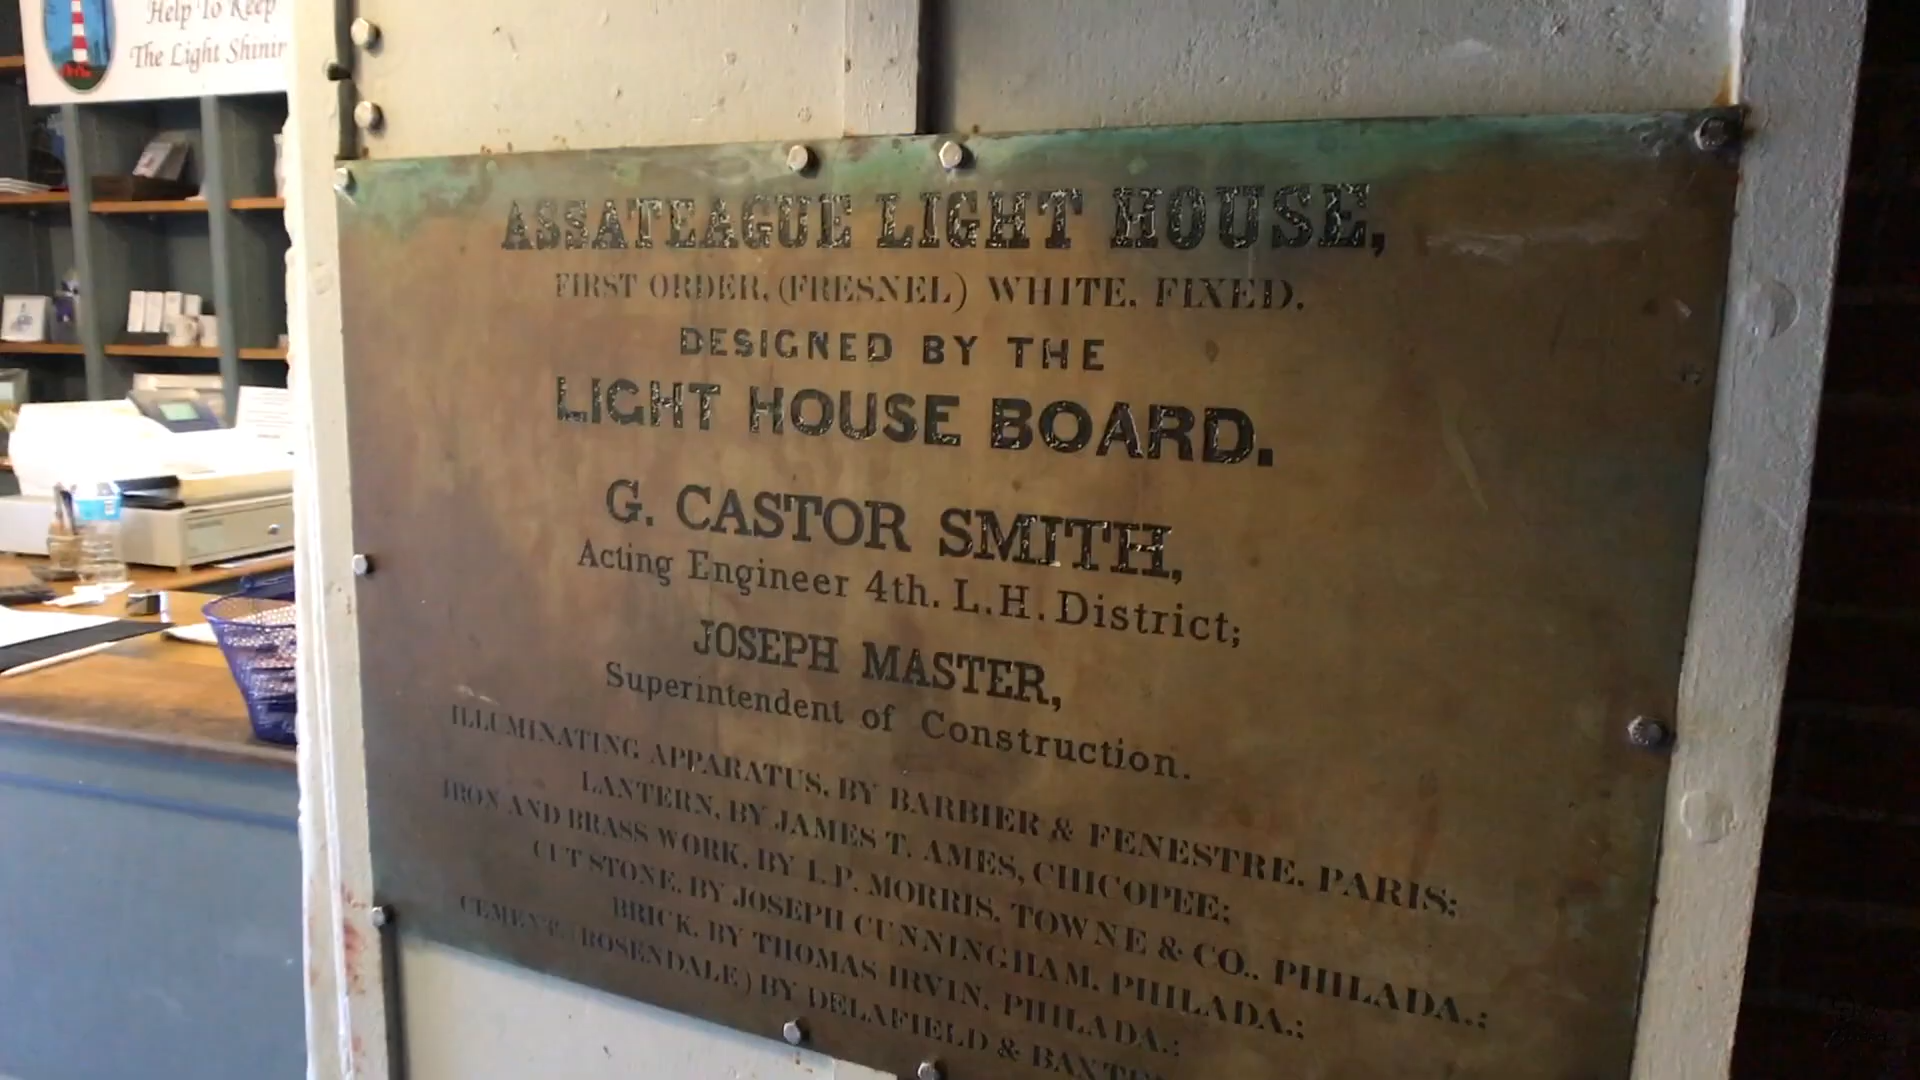 Help To Keep
The Light
ASSATEAGUE LIGHT HOUSE,
FIRST ORDER, (FRESNEL) WHITE, FIXED.
DESIGNED BY THE
LIGHT HOUSE BOARD.
G. CASTOR SMITH,
Acting Engineer 4th. L.H. District;
JOSEPH MASTER,
Superintendent of Construction.
ILLUMINATING APPARATUS, BY BARBIER & FENESTRE, PARIS;
LANTERN, BY JAMES T. AMES, CHICOPEE;
IRON AND BRASS WORK, BY I.P. MORRIS, TOWNE & CO., PHILADA.;
CUT STONE, BY JOSEPH CUNNINGHAM, PHILADA.;
BRICK, BY THOMAS IRVIN, PHILADA.;
CEMENT, (ROSENDALE) BY DELAFIELD &